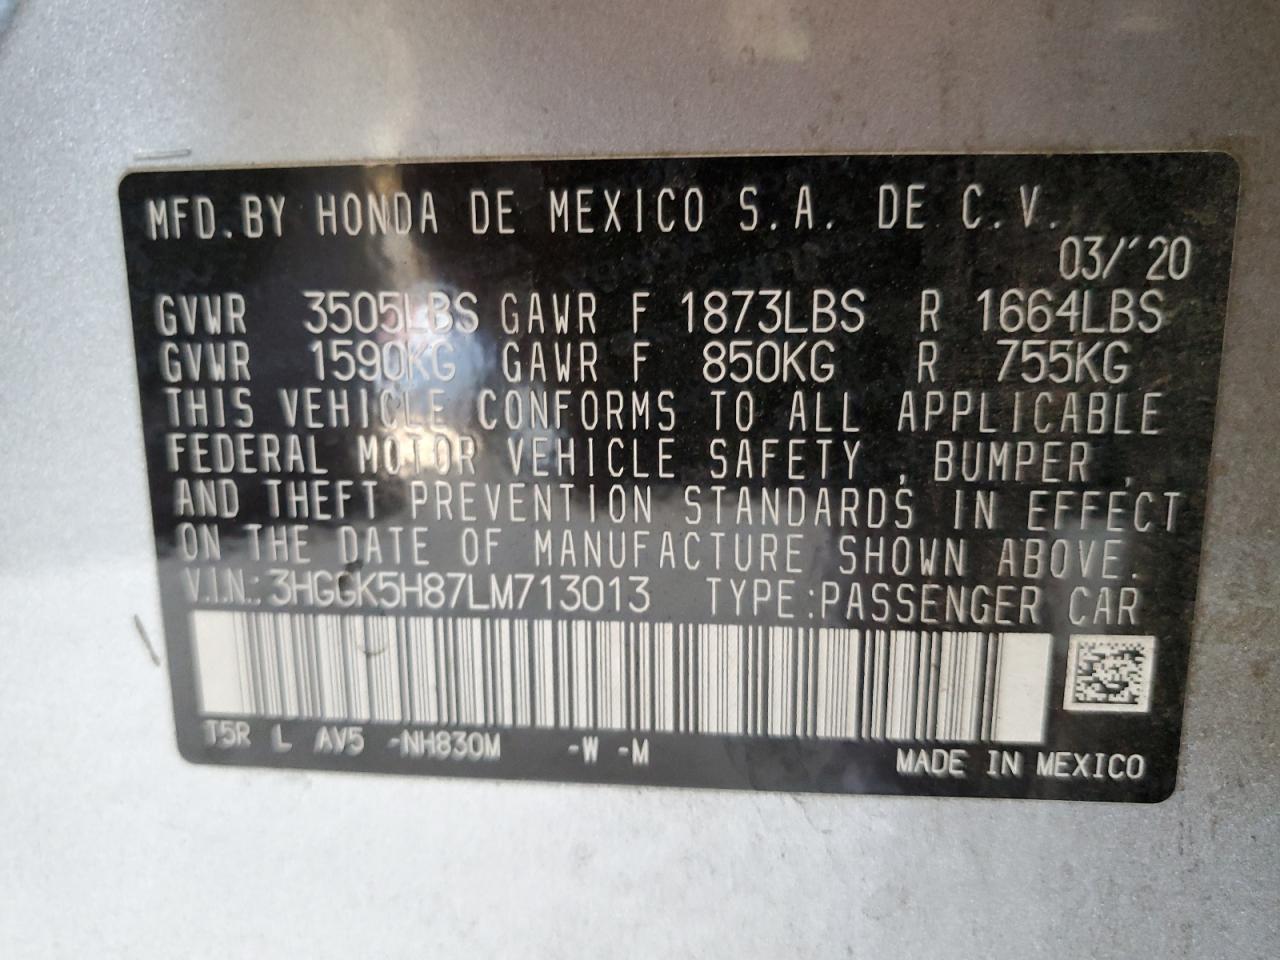 MFD. BY HONDA DE MEXICO S.A. DE C.V.
03/´20
GVWR 3505LBS GAWR F 1873LBS R 1664LBS
GVWR 1590KG GAWR F 850KG R 755KG
THIS VEHICLE CONFORMS TO ALL APPLICABLE
FEDERAL MOTOR VEHICLE SAFETY , BUMPER ,
AND THEFT PREVENTION STANDARDS IN EFFECT
ON THE DATE OF MANUFACTURE SHOWN ABOVE.
V.I.N.: 3HGGK5H87LM713013 TYPE:PASSENGER CAR
T5R L AV5 -NH830M -W -M MADE IN MEXICO